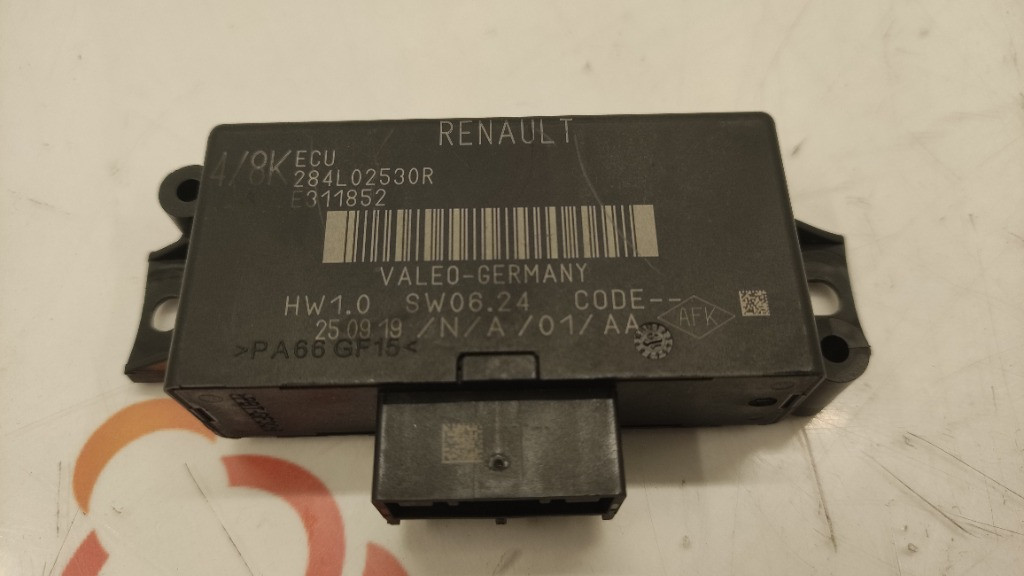 RENAULT
4/8K ECU
284L02530R
E311852
VALEO-GERMANY
HW1.0 SW06.24 CODE--
25.09.19 /N/A/01/AA AFK
>PA66 GF15<